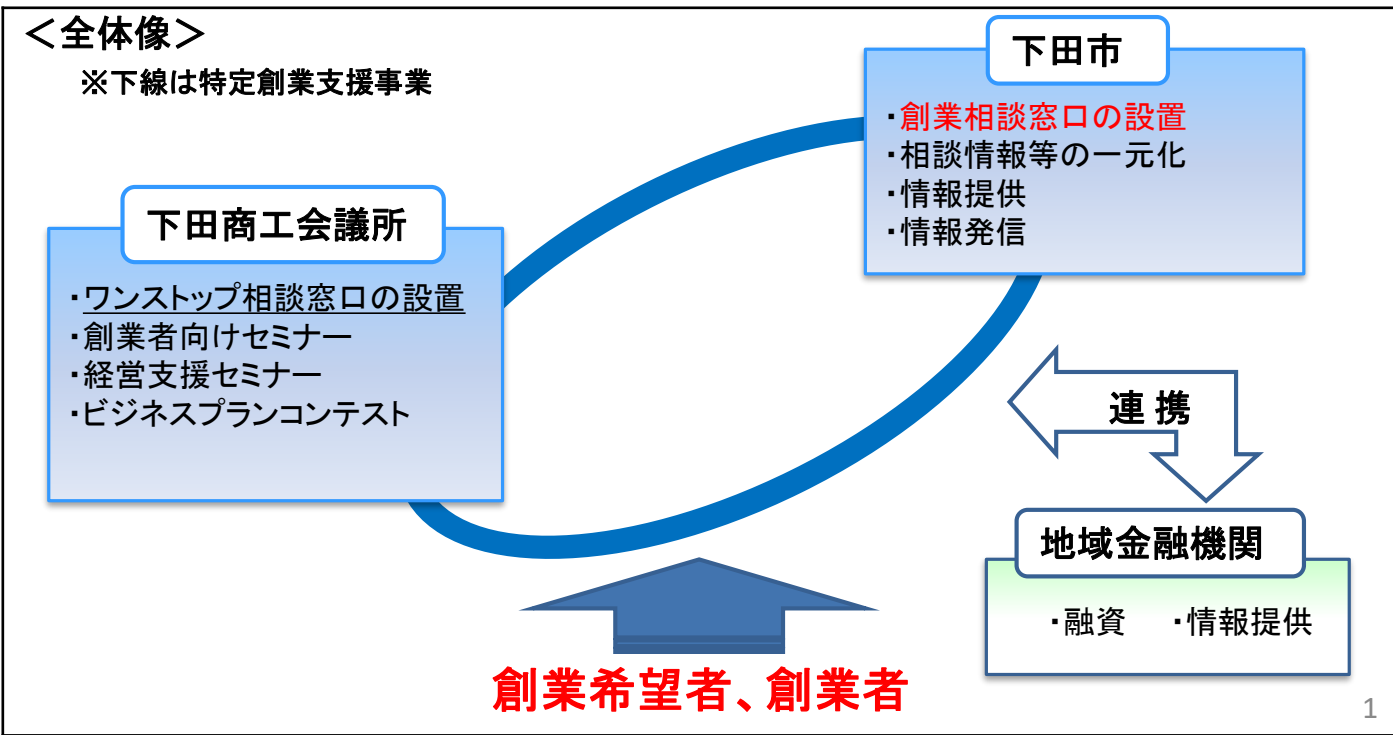 ＜全体像＞
※下線は特定創業支援事業
下田市
・創業相談窓口の設置
・相談情報等の一元化
・情報提供
・情報発信
下田商工会議所
・ワンストップ相談窓口の設置
・創業者向けセミナー
・経営支援セミナー
・ビジネスプランコンテスト
連 携
地域金融機関
・融資　・情報提供
創業希望者、創業者
1